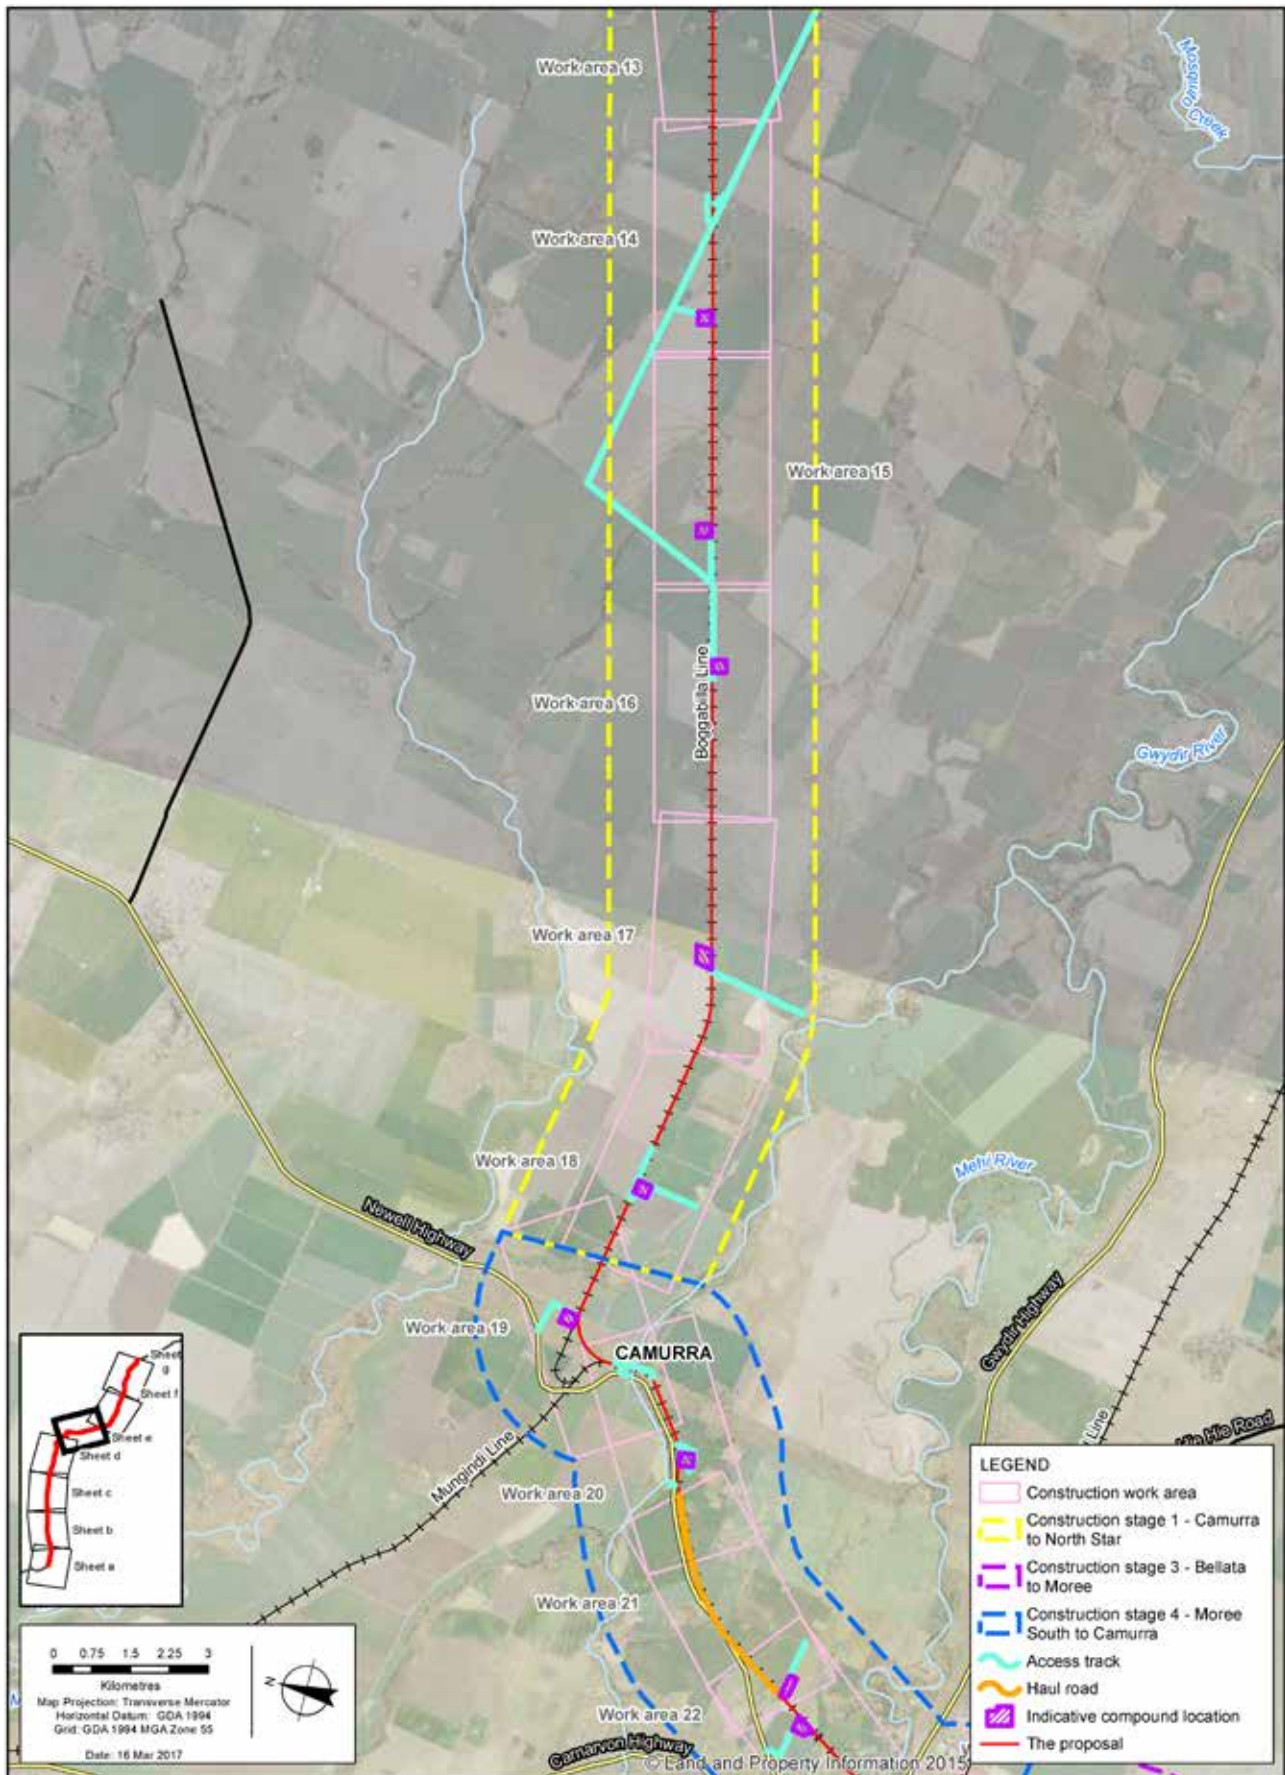 Work area 13
Mosquito
Creek
Work area 14
Work area 15
Boggabilla Line
Work area 16
Gwydir River
Work area 17
Mehi River
Work area 18
Newell Highway
Work area 19
CAMURRA
Gwydir Highway
Mungindi Line
Work area 20
Line
Hie Road
Work area 21
Work area 22
Carnarvon Highway
© Land and Property Information 2015
Sheet
g
Sheet f
Sheet e
Sheet d
Sheet c
Sheet b
Sheet a
0 0.75 1.5 2.25 3
Kilometres
Map Projection: Transverse Mercator
Horizontal Datum: GDA 1994
Grid: GDA 1994 MGA Zone 55
Date: 16 Mar 2017
N
LEGEND
Construction work area
Construction stage 1 - Camurra
to North Star
Construction stage 3 - Bellata
to Moree
Construction stage 4 - Moree
South to Camurra
Access track
Haul road
Indicative compound location
The proposal